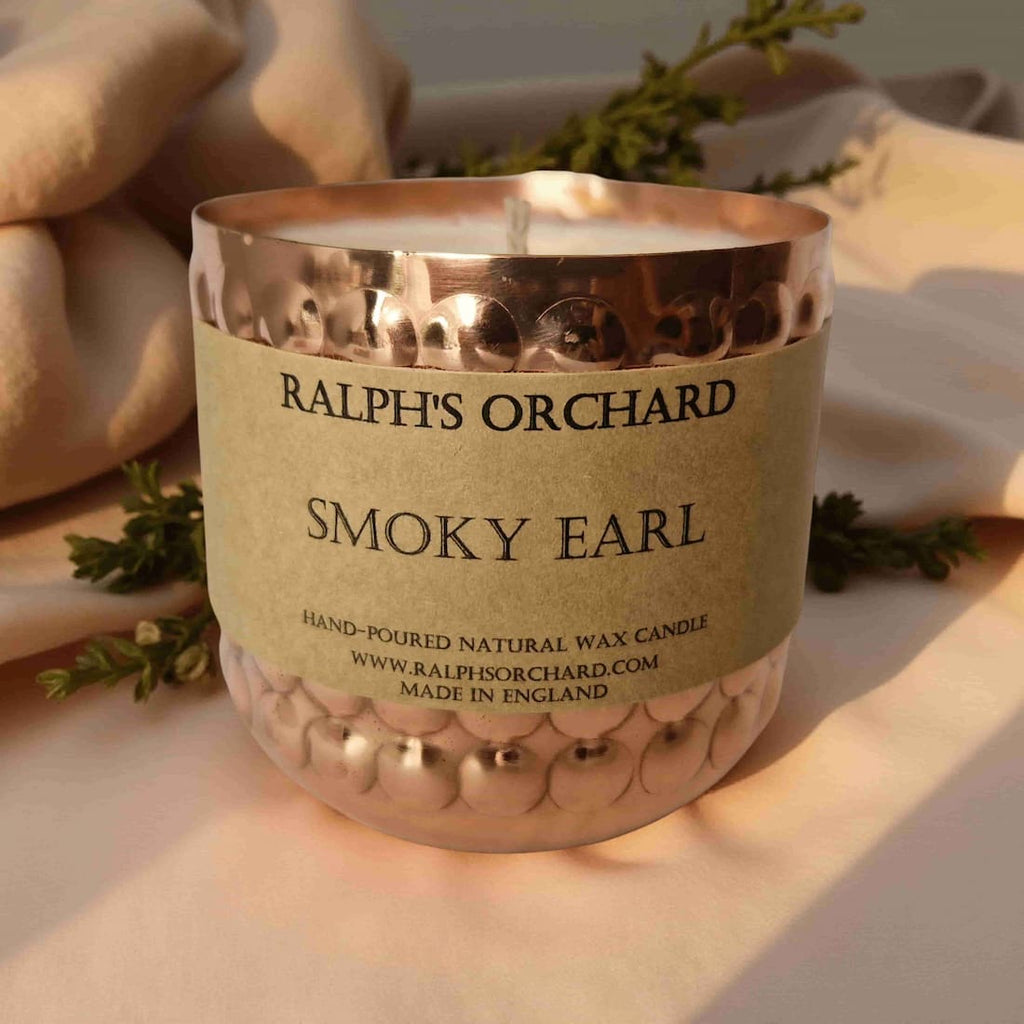 RALPH'S ORCHARD
SMOKY EARL
HAND-POURED NATURAL WAX CANDLE
WWW.RALPHSORCHARD.COM
MADE IN ENGLAND